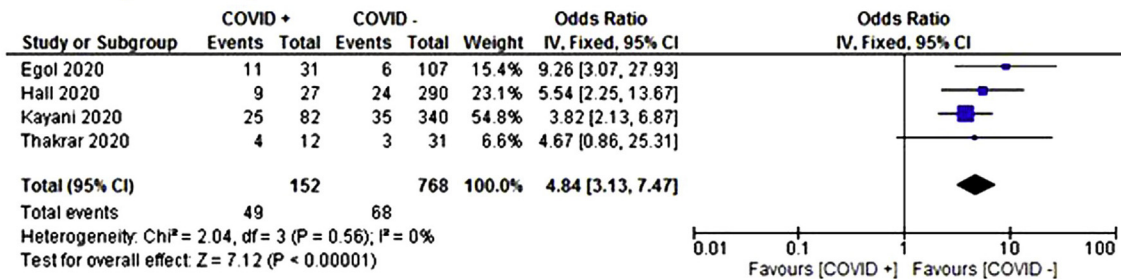 COVID + COVID - Odds Ratio Odds Ratio
Study or Subgroup Events Total Events Total Weight IV, Fixed, 95% CI IV, Fixed, 95% CI
Egol 2020 11 31 6 107 15.4% 9.26 [3.07, 27.93]
Hall 2020 9 27 24 290 23.1% 5.54 [2.25, 13.67]
Kayani 2020 25 82 35 340 54.8% 3.82 [2.13, 6.87]
Thakrar 2020 4 12 3 31 6.6% 4.67 [0.86, 25.31]
Total (95% CI) 152 768 100.0% 4.84 [3.13, 7.47]
Total events 49 68
Heterogeneity: Chi² = 2.04, df = 3 (P = 0.56); I² = 0%
Test for overall effect: Z = 7.12 (P < 0.00001)
0.01 0.1 1 10 100
Favours [COVID +] Favours [COVID -]